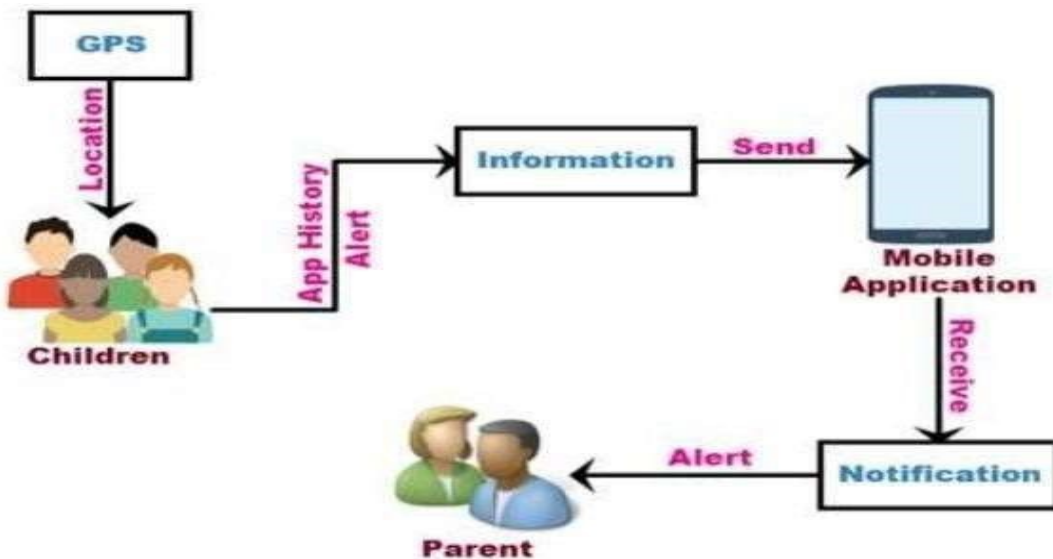 GPS
Location
Children
App History
Alert
Information
Send
Mobile
Application
Receive
Notification
Alert
Parent